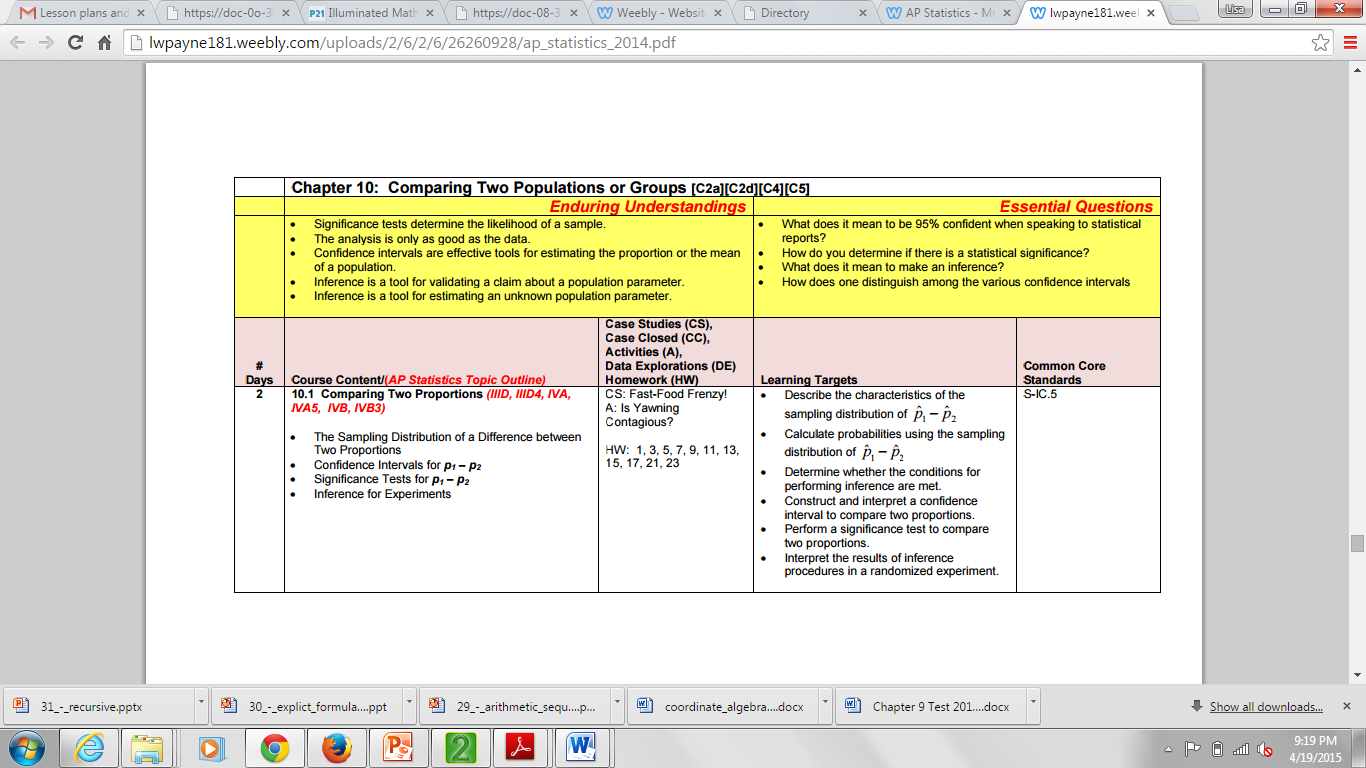 Lesson plans and
https://doc-0o-3
Illuminated Math
https://doc-08-3
Weebly - Website
Directory
AP Statistics - Mr
lwpayne181.weel
Lisa
lwpayne181.weebly.com/uploads/2/6/2/6/26260928/ap_statistics_2014.pdf
Chapter 10: Comparing Two Populations or Groups [C2a][C2d][C4][C5]
Enduring Understandings
• Significance tests determine the likelihood of a sample.
• The analysis is only as good as the data.
• Confidence intervals are effective tools for estimating the proportion or the mean
of a population.
• Inference is a tool for validating a claim about a population parameter.
• Inference is a tool for estimating an unknown population parameter.
Essential Questions
• What does it mean to be 95% confident when speaking to statistical
reports?
• How do you determine if there is a statistical significance?
• What does it mean to make an inference?
• How does one distinguish among the various confidence intervals
#
Days
Course Content/(AP Statistics Topic Outline)
Case Studies (CS),
Case Closed (CC),
Activities (A),
Data Explorations (DE)
Homework (HW)
Learning Targets
Common Core
Standards
2
10.1 Comparing Two Proportions (IIID, IIID4, IVA,
IVA5, IVB, IVB3)
• The Sampling Distribution of a Difference between
Two Proportions
• Confidence Intervals for p₁ – p₂
• Significance Tests for p₁ – p₂
• Inference for Experiments
CS: Fast-Food Frenzy!
A: Is Yawning
Contagious?
HW: 1, 3, 5, 7, 9, 11, 13,
15, 17, 21, 23
• Describe the characteristics of the
sampling distribution of p̂₁ − p̂₂
• Calculate probabilities using the sampling
distribution of p̂₁ − p̂₂
• Determine whether the conditions for
performing inference are met.
• Construct and interpret a confidence
interval to compare two proportions.
• Perform a significance test to compare
two proportions.
• Interpret the results of inference
procedures in a randomized experiment.
S-IC.5
31_-_recursive.pptx
30_-_explict_formula....ppt
29_-_arithmetic_sequ....p...
coordinate_algebra....docx
Chapter 9 Test 201....docx
Show all downloads...
9:19 PM
4/19/2015